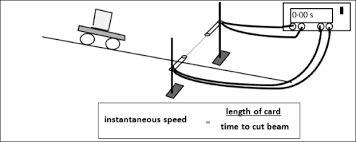 0·00 s
instantaneous speed = length of card
time to cut beam